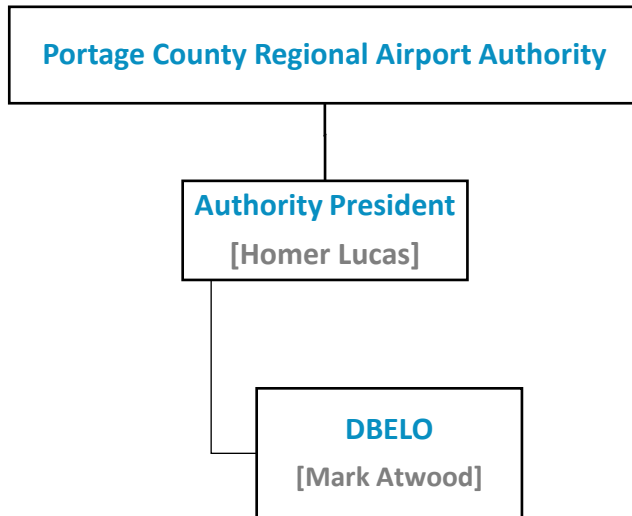 Portage County Regional Airport Authority
Authority President
[Homer Lucas]
DBELO
[Mark Atwood]